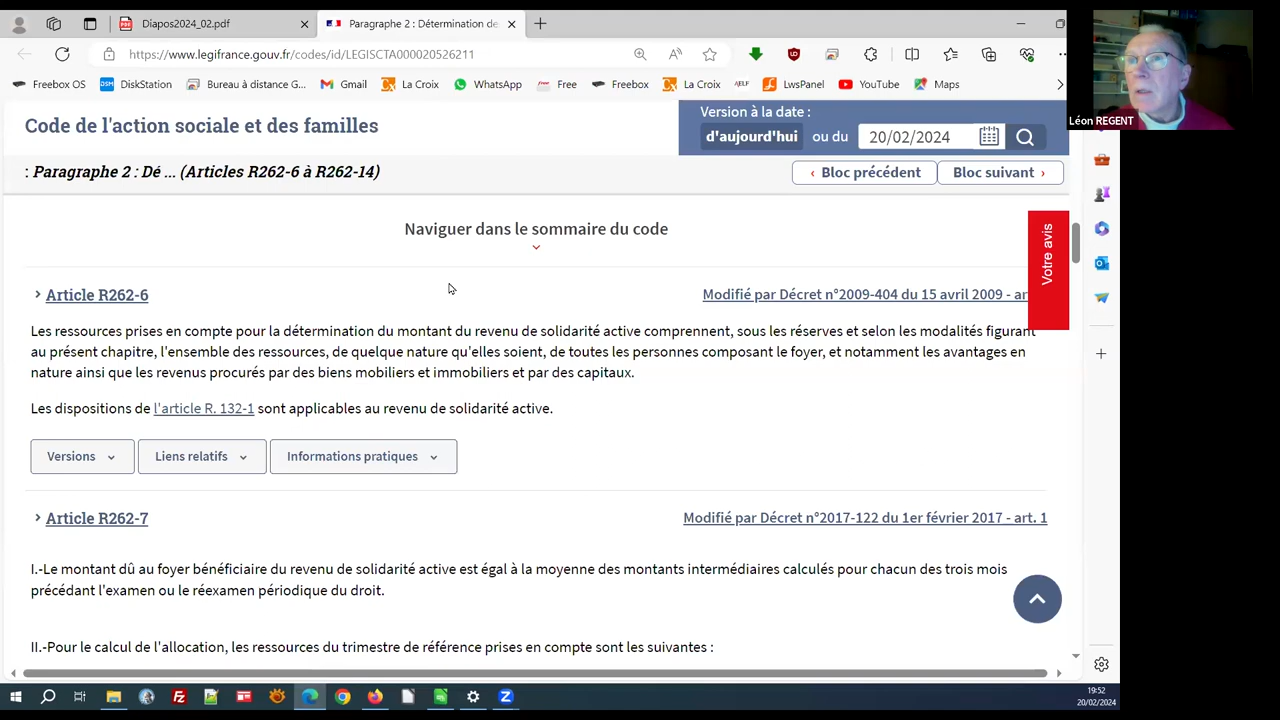 Diapos2024_02.pdf
Paragraphe 2 : Détermination de
https://www.legifrance.gouv.fr/codes/id/LEGISCTA000020526211
Freebox OS DiskStation Bureau à distance G... Gmail La Croix WhatsApp Free Freebox La Croix AELF LwsPanel YouTube Maps
Léon REGENT
Code de l'action sociale et des familles
Version à la date :
d'aujourd'hui ou du 20/02/2024
: Paragraphe 2 : Dé ... (Articles R262-6 à R262-14)
‹ Bloc précédent Bloc suivant ›
Naviguer dans le sommaire du code
Votre avis
Article R262-6 Modifié par Décret n°2009-404 du 15 avril 2009 - ar
Les ressources prises en compte pour la détermination du montant du revenu de solidarité active comprennent, sous les réserves et selon les modalités figurant
au présent chapitre, l'ensemble des ressources, de quelque nature qu'elles soient, de toutes les personnes composant le foyer, et notamment les avantages en
nature ainsi que les revenus procurés par des biens mobiliers et immobiliers et par des capitaux.
Les dispositions de l'article R. 132-1 sont applicables au revenu de solidarité active.
Versions Liens relatifs Informations pratiques
Article R262-7 Modifié par Décret n°2017-122 du 1er février 2017 - art. 1
I.-Le montant dû au foyer bénéficiaire du revenu de solidarité active est égal à la moyenne des montants intermédiaires calculés pour chacun des trois mois
précédant l'examen ou le réexamen périodique du droit.
II.-Pour le calcul de l'allocation, les ressources du trimestre de référence prises en compte sont les suivantes :
19:52
20/02/2024